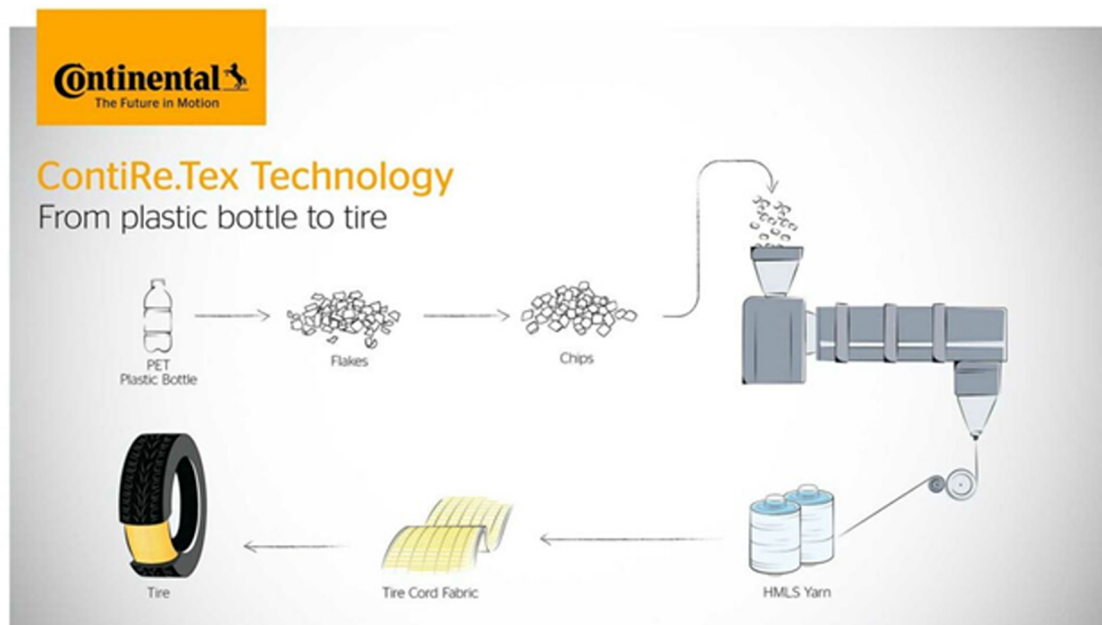 Continental
The Future in Motion
ContiRe.Tex Technology
From plastic bottle to tire
PET
Plastic Bottle
Flakes
Chips
Tire
Tire Cord Fabric
HMLS Yarn